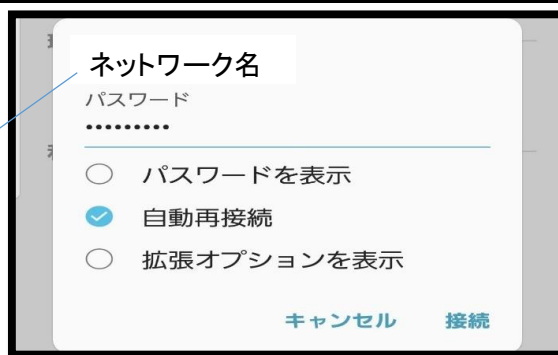 ネットワーク名
パスワード
•••••••••
パスワードを表示
自動再接続
拡張オプションを表示
キャンセル 接続